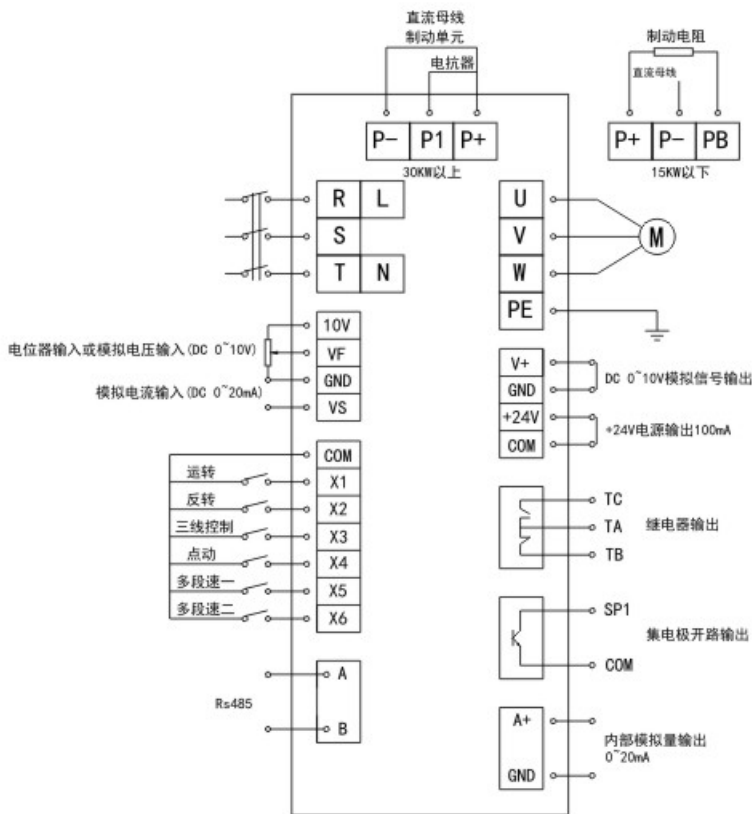 直流母线
制动单元
电抗器
P- P1 P+
30KW以上
制动电阻
直流母线
P+ P- PB
15KW以下
R L
S
T N
U
V
W
PE
M
电位器输入或模拟电压输入(DC 0~10V)
模拟电流输入(DC 0~20mA)
10V
VF
GND
VS
V+
GND
DC 0~10V模拟信号输出
+24V
COM
+24V电源输出100mA
COM
运转 X1
反转 X2
三线控制 X3
点动 X4
多段速一 X5
多段速二 X6
TC
TA
TB
继电器输出
SP1
COM
集电极开路输出
Rs485
A
B
A+
GND
内部模拟量输出
0~20mA